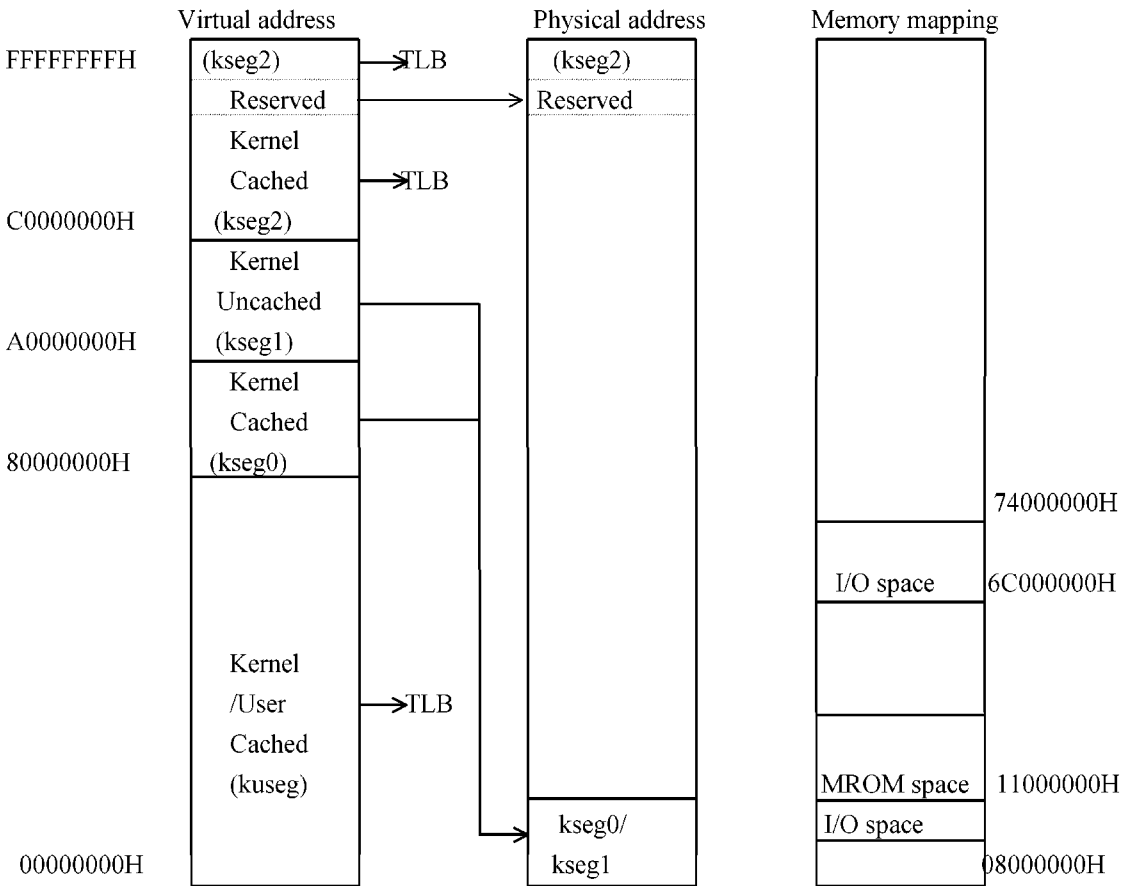 Virtual address
Physical address
Memory mapping
FFFFFFFFH
(kseg2)
TLB
(kseg2)
Reserved
Reserved
Kernel
Cached
TLB
C0000000H
(kseg2)
Kernel
Uncached
A0000000H
(kseg1)
Kernel
Cached
80000000H
(kseg0)
74000000H
I/O space
6C000000H
Kernel
/User
TLB
Cached
(kuseg)
MROM space
11000000H
kseg0/
I/O space
00000000H
kseg1
08000000H